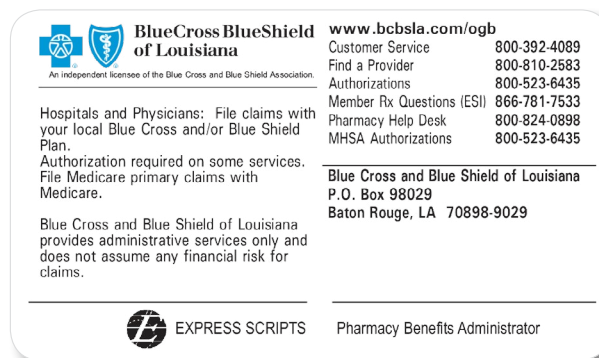 BlueCross BlueShield
of Louisiana
An independent licensee of the Blue Cross and Blue Shield Association.
Hospitals and Physicians: File claims with
your local Blue Cross and/or Blue Shield
Plan.
Authorization required on some services.
File Medicare primary claims with
Medicare.
Blue Cross and Blue Shield of Louisiana
provides administrative services only and
does not assume any financial risk for
claims.
www.bcbsla.com/ogb
Customer Service 800-392-4089
Find a Provider 800-810-2583
Authorizations 800-523-6435
Member Rx Questions (ESI) 866-781-7533
Pharmacy Help Desk 800-824-0898
MHSA Authorizations 800-523-6435
Blue Cross and Blue Shield of Louisiana
P.O. Box 98029
Baton Rouge, LA 70898-9029
EXPRESS SCRIPTS
Pharmacy Benefits Administrator